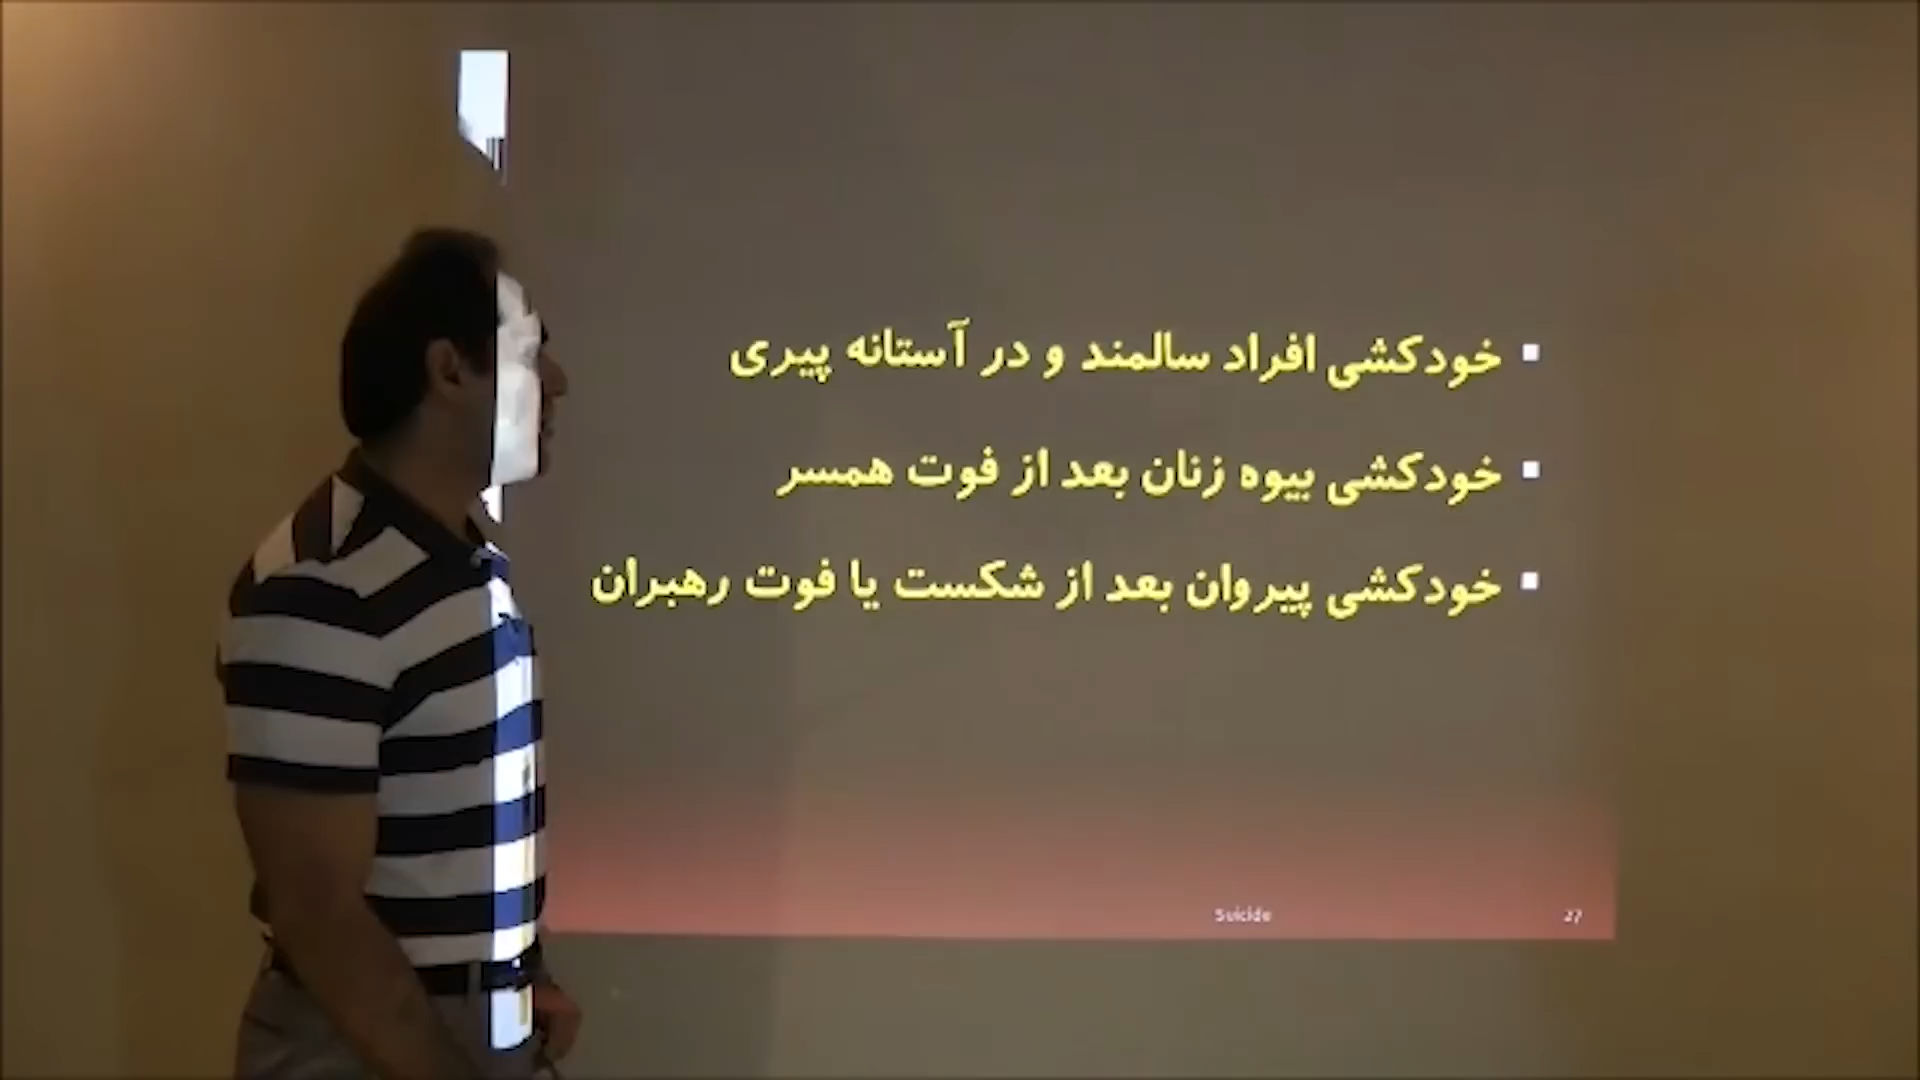 ▪ خودکشی افراد سالمند و در آستانه پیری
▪ خودکشی بیوه زنان بعد از فوت همسر
▪ خودکشی پیروان بعد از شکست یا فوت رهبران
Suicide 27